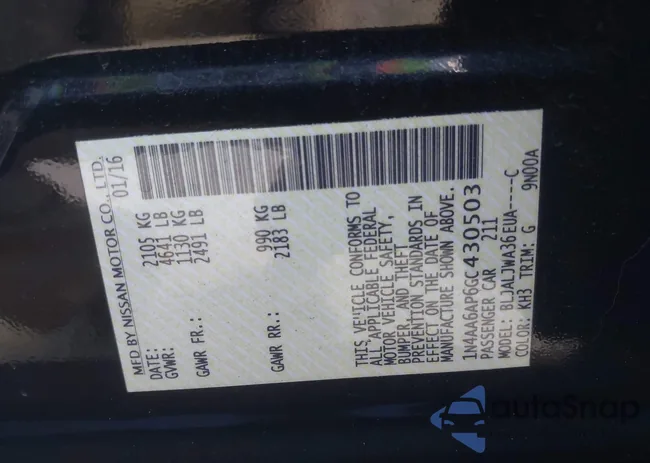 MFD BY NISSAN MOTOR CO., LTD.
DATE: 01/16
GVWR: 2105 KG
4641 LB
GAWR FR.: 1130 KG
2491 LB
GAWR RR.: 990 KG
2183 LB
THIS VEHICLE CONFORMS TO
ALL APPLICABLE FEDERAL
MOTOR VEHICLE SAFETY,
BUMPER, AND THEFT
PREVENTION STANDARDS IN
EFFECT ON THE DATE OF
MANUFACTURE SHOWN ABOVE.
1N4AA6AP6GC430503
PASSENGER CAR 211
MODEL: BLJALJWA36EUA----C
COLOR: KH3 TRIM: G 9N00A
autoSnap